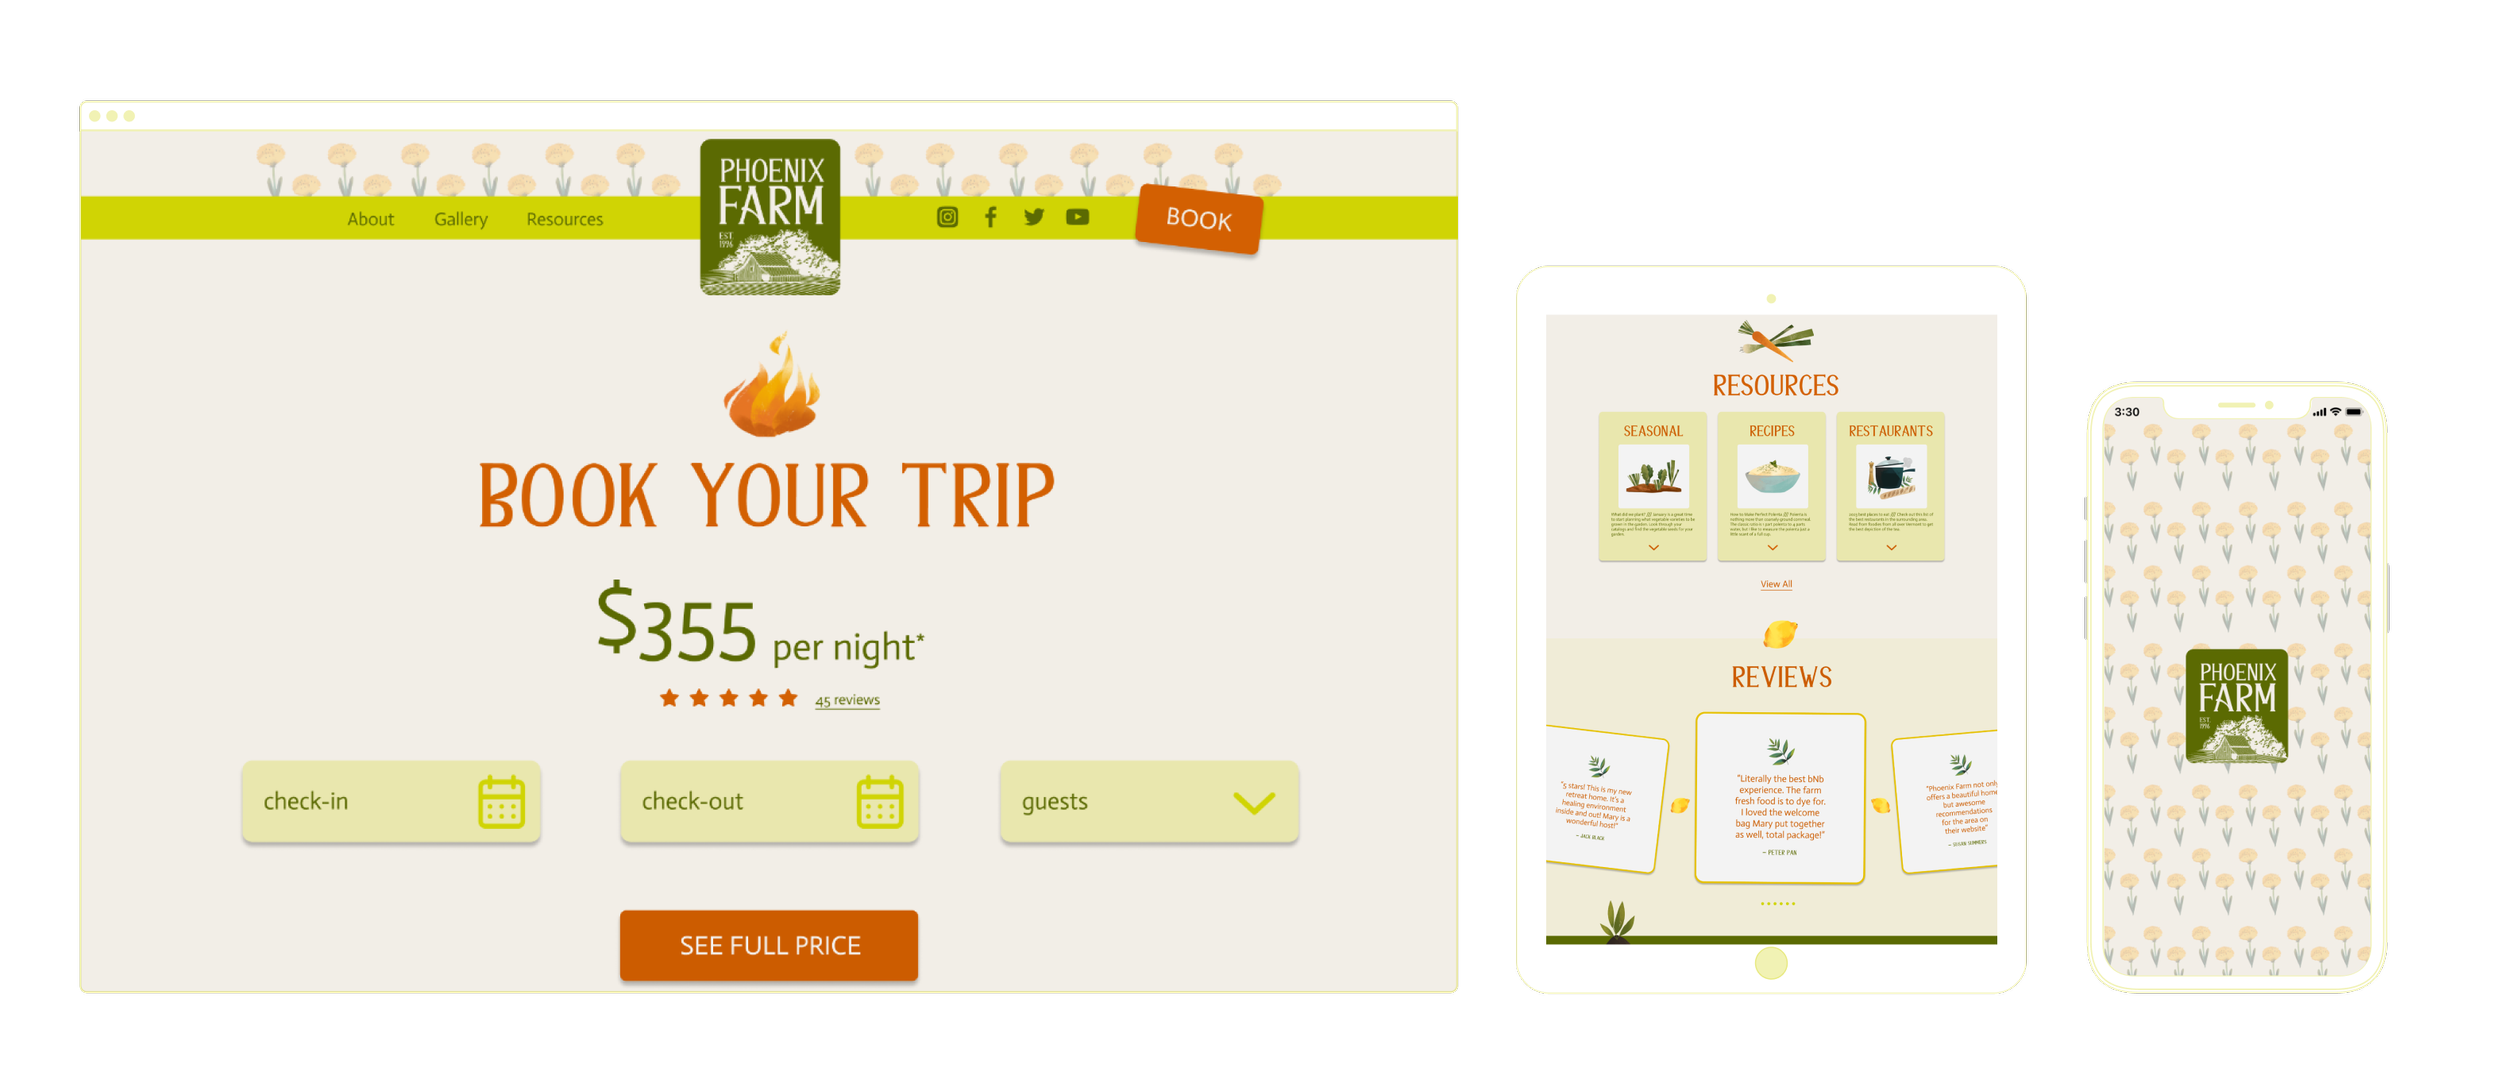 PHOENIX
FARM
EST.
1996
About
Gallery
Resources
BOOK
BOOK YOUR TRIP
$355 per night*
45 reviews
check-in
check-out
guests
SEE FULL PRICE
RESOURCES
SEASONAL
RECIPES
RESTAURANTS
View All
REVIEWS
"5 stars! This is my new
retreat home. It's a
healing environment
inside and out! Mary is a
wonderful host!"
– JACK BLACK
"Literally the best bNb
experience. The farm
fresh food is to dye for.
I loved the welcome
bag Mary put together
as well, total package!"
– PETER PAN
"Phoenix Farm not only
offers a beautiful home
but awesome
recommendations
for the area on
their website"
– SUSAN SUMMERS
3:30
PHOENIX
FARM
EST.
1996